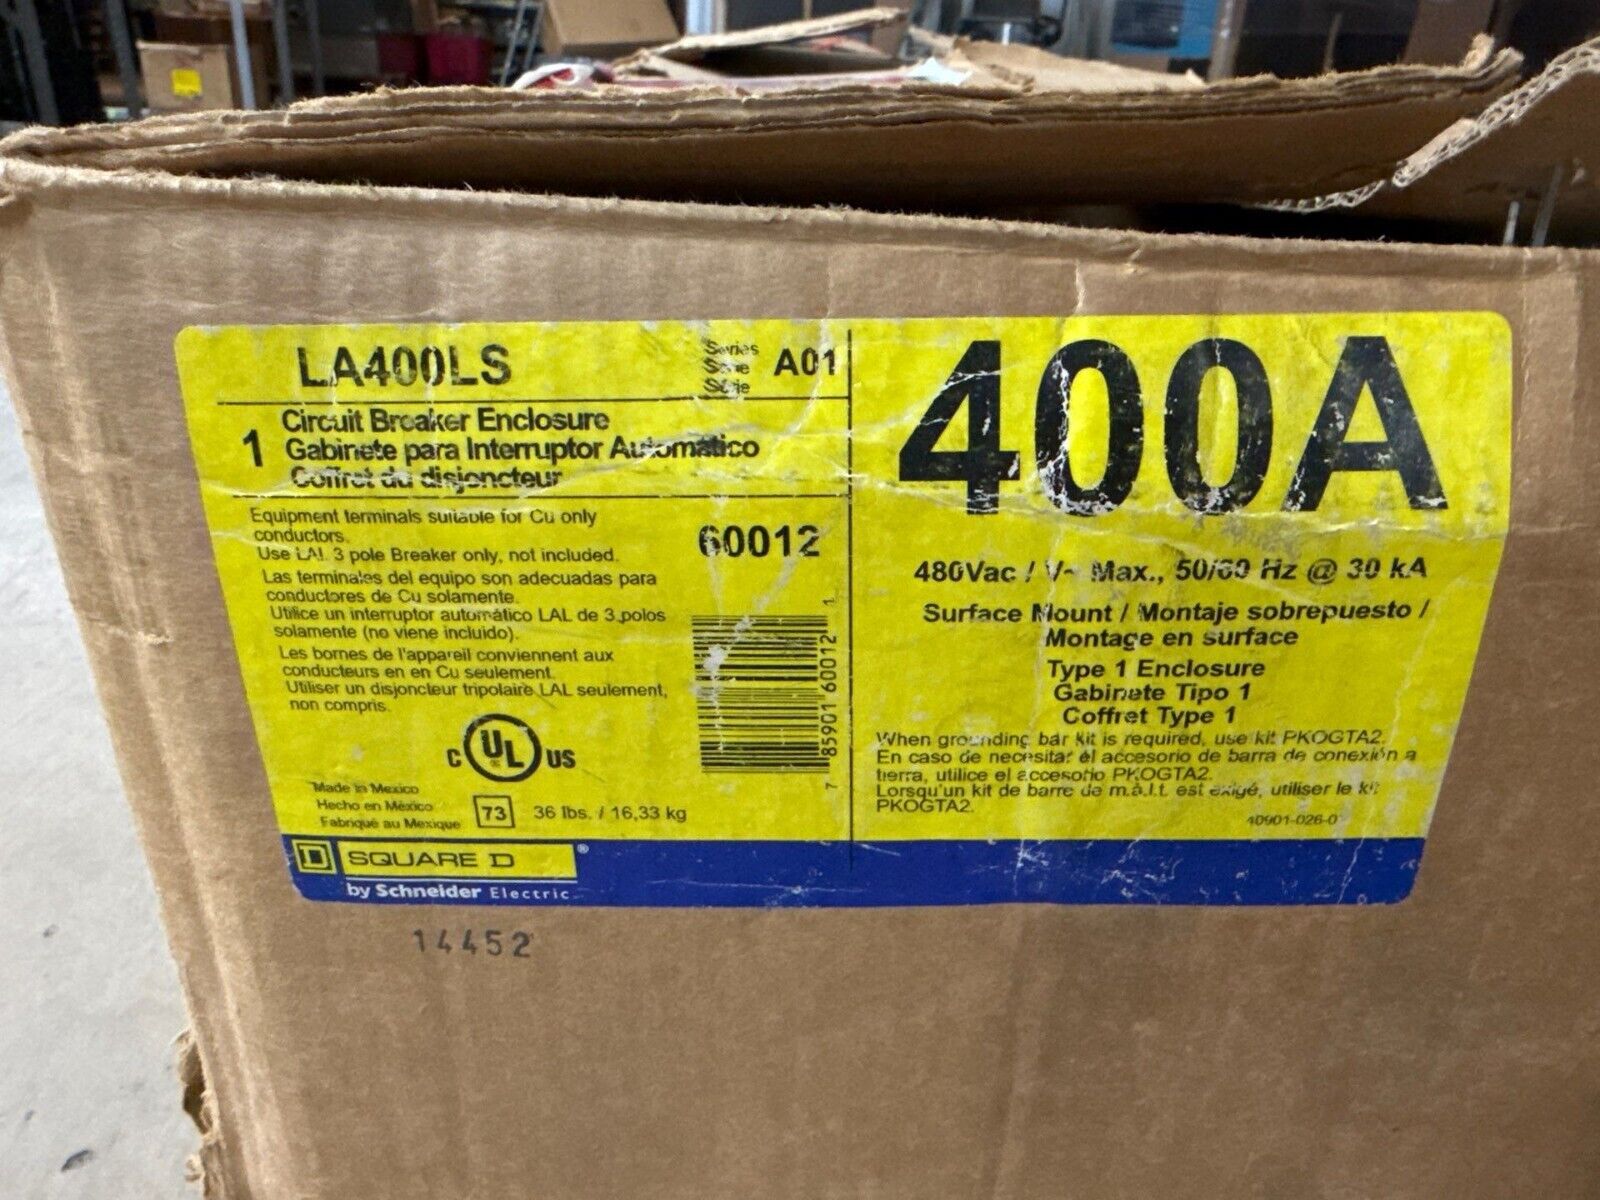 LA400LS
Series
Serie
Série
A01
1
Circuit Breaker Enclosure
Gabinete para Interruptor Automático
Coffret du disjoncteur
Equipment terminals suitable for Cu only
conductors.
Use LAL 3 pole Breaker only, not included.
Las terminales del equipo son adecuadas para
conductores de Cu solamente.
Utilice un interruptor automático LAL de 3 polos
solamente (no viene incluido).
Les bornes de l'appareil conviennent aux
conducteurs en en Cu seulement.
Utiliser un disjoncteur tripolaire LAL seulement,
non compris.
60012
7 85901 60012 1
C UL US
Made in Mexico
Hecho en México
Fabriqué au Mexique
73
36 lbs. / 16,33 kg
400A
480Vac / V~ Max., 50/60 Hz @ 30 kA
Surface Mount / Montaje sobrepuesto /
Montage en surface
Type 1 Enclosure
Gabinete Tipo 1
Coffret Type 1
When grounding bar kit is required, use kit PKOGTA2.
En caso de necesitar el accesorio de barra de conexión a
tierra, utilice el accesorio PKOGTA2.
Lorsqu'un kit de barre de m.à.l.t. est exigé, utiliser le kit
PKOGTA2.
40901-026-0
D SQUARE D ®
by Schneider Electric
14452